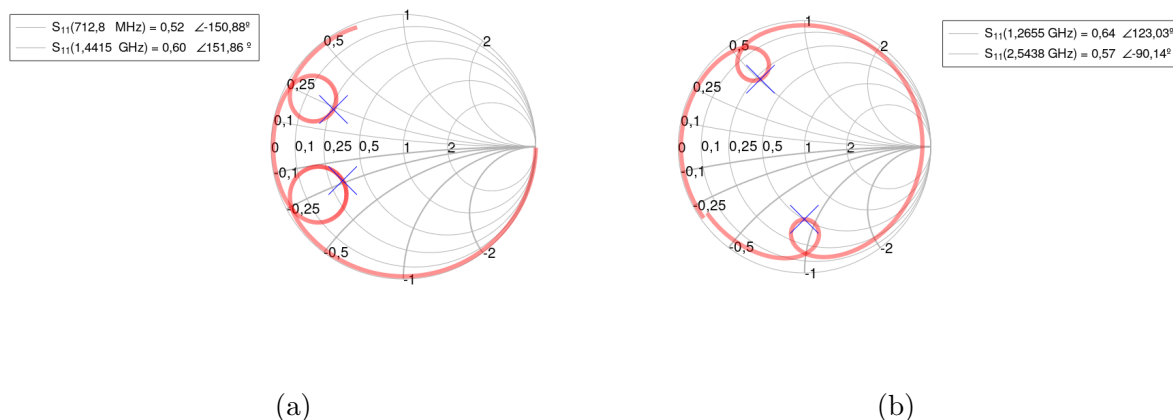 S11(712,8 MHz) = 0,52 ∠-150,88º
S11(1,4415 GHz) = 0,60 ∠151,86 º
1
0,5
2
0,25
0,1
0 0,1 0,25 0,5 1 2
-0,1
-0,25
-0,5
-2
-1
(a)
S11(1,2655 GHz) = 0,64 ∠123,03º
S11(2,5438 GHz) = 0,57 ∠-90,14º
1
0,5
2
0,25
0,1
0 0,1 0,25 0,5 1 2
-0,1
-0,25
-0,5
-2
-1
(b)